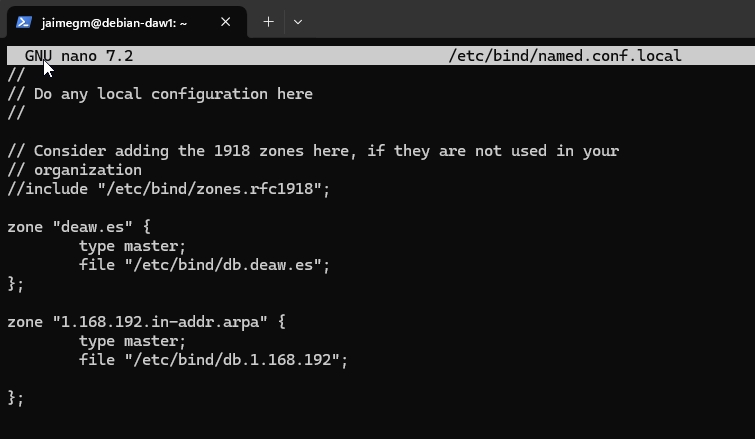 jaimegm@debian-daw1: ~
GNU nano 7.2 /etc/bind/named.conf.local
//
// Do any local configuration here
//
// Consider adding the 1918 zones here, if they are not used in your
// organization
//include "/etc/bind/zones.rfc1918";
zone "deaw.es" {
        type master;
        file "/etc/bind/db.deaw.es";
};
zone "1.168.192.in-addr.arpa" {
        type master;
        file "/etc/bind/db.1.168.192";
};